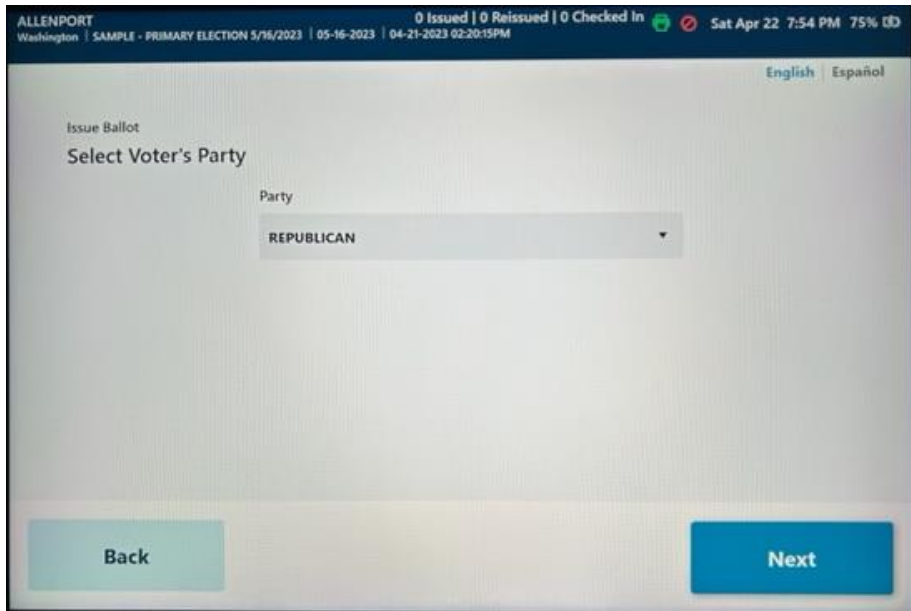 ALLENPORT
0 Issued | 0 Reissued | 0 Checked In
Sat Apr 22 7:54 PM 75%
Washington | SAMPLE - PRIMARY ELECTION 5/16/2023 | 05-16-2023 | 04-21-2023 02:20:15PM
English | Español
Issue Ballot
Select Voter's Party
Party
REPUBLICAN
Back
Next